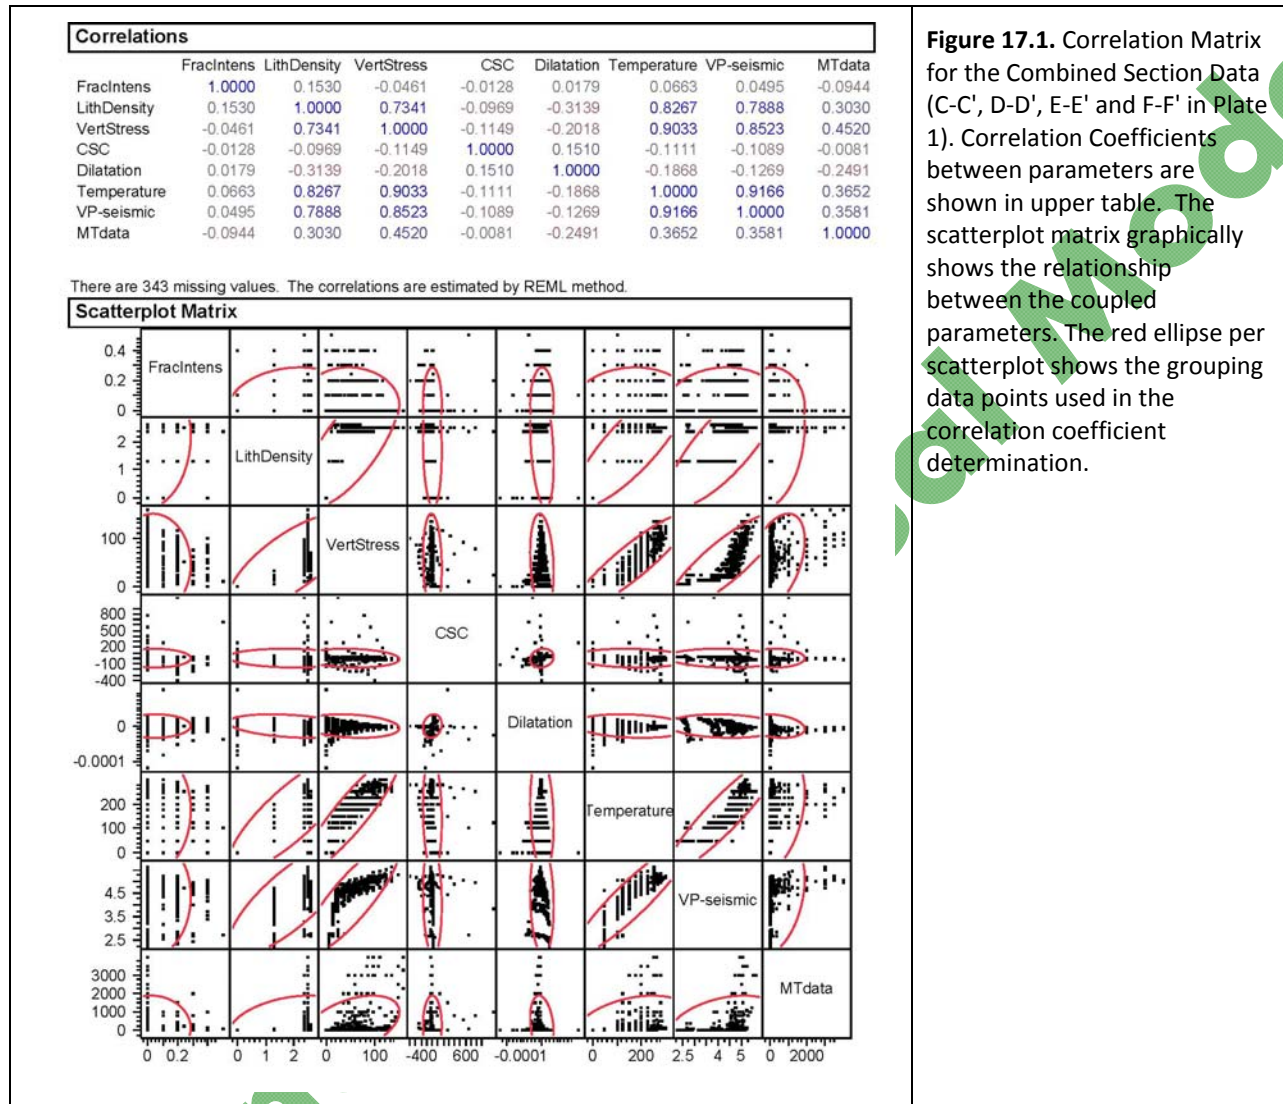 Correlations
FracIntens LithDensity VertStress CSC Dilatation Temperature VP-seismic MTdata
FracIntens 1.0000 0.1530 -0.0461 -0.0128 0.0179 0.0663 0.0495 -0.0944
LithDensity 0.1530 1.0000 0.7341 -0.0969 -0.3139 0.8267 0.7888 0.3030
VertStress -0.0461 0.7341 1.0000 -0.1149 -0.2018 0.9033 0.8523 0.4520
CSC -0.0128 -0.0969 -0.1149 1.0000 0.1510 -0.1111 -0.1089 -0.0081
Dilatation 0.0179 -0.3139 -0.2018 0.1510 1.0000 -0.1868 -0.1269 -0.2491
Temperature 0.0663 0.8267 0.9033 -0.1111 -0.1868 1.0000 0.9166 0.3652
VP-seismic 0.0495 0.7888 0.8523 -0.1089 -0.1269 0.9166 1.0000 0.3581
MTdata -0.0944 0.3030 0.4520 -0.0081 -0.2491 0.3652 0.3581 1.0000
There are 343 missing values. The correlations are estimated by REML method.
Scatterplot Matrix
0.4
0.2
0
FracIntens
2
1
0
LithDensity
100
0
VertStress
800
500
200
-100
-400
CSC
0
-0.0001
Dilatation
200
100
0
Temperature
4.5
3.5
2.5
VP-seismic
3000
2000
1000
0
MTdata
0 0.2 0 1 2 0 100 -400 600 -0.0001 0 200 2.5 4 5 0 2000
Figure 17.1. Correlation Matrix
for the Combined Section Data
(C-C', D-D', E-E' and F-F' in Plate
1). Correlation Coefficients
between parameters are
shown in upper table. The
scatterplot matrix graphically
shows the relationship
between the coupled
parameters. The red ellipse per
scatterplot shows the grouping
data points used in the
correlation coefficient
determination.
al Mode